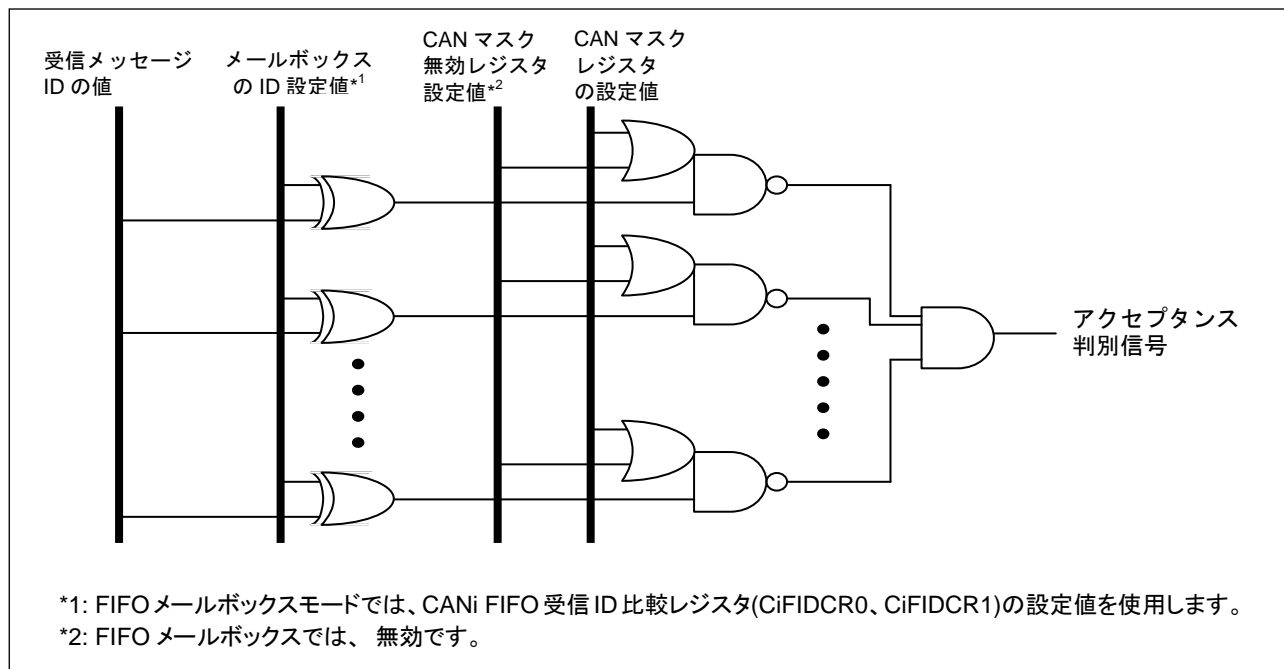 受信メッセージ
ID の値
メールボックス
の ID 設定値*1
CAN マスク
無効レジスタ
設定値*2
CAN マスク
レジスタ
の設定値
アクセプタンス
判別信号
*1: FIFO メールボックスモードでは、CANi FIFO 受信 ID 比較レジスタ(CiFIDCR0、CiFIDCR1)の設定値を使用します。
*2: FIFO メールボックスでは、 無効です。